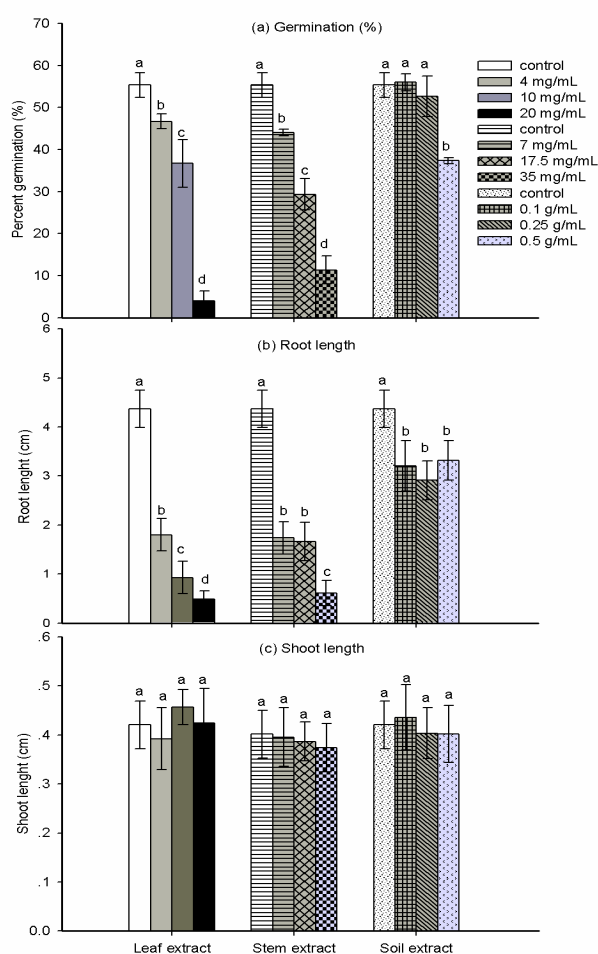 (a) Germination (%)
Percent germination (%)
70
60
50
40
30
20
10
0
a
b
c
d
a
b
c
d
a
a
a
b
control
4 mg/mL
10 mg/mL
20 mg/mL
control
7 mg/mL
17.5 mg/mL
35 mg/mL
control
0.1 g/mL
0.25 g/mL
0.5 g/mL
(b) Root length
Root lenght (cm)
6
5
4
3
2
1
0
a
b
c
d
a
b
b
c
a
b
b
b
(c) Shoot length
Shoot lenght (cm)
.6
.5
.4
.3
.2
.1
0.0
a
a
a
a
a
a
a
a
a
a
a
a
Leaf extract
Stem extract
Soil extract